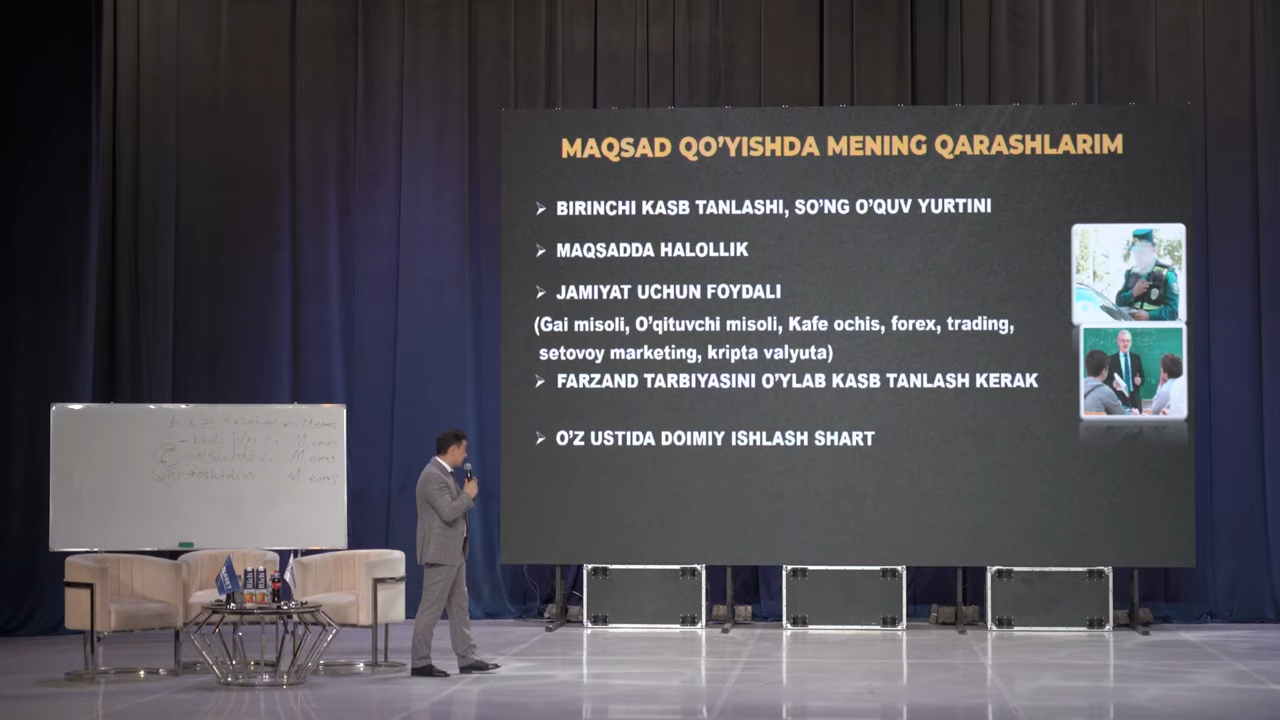 MAQSAD QO'YISHDA MENING QARASHLARIM
BIRINCHI KASB TANLASHI, SO'NG O'QUV YURTINI
MAQSADDA HALOLLIK
JAMIYAT UCHUN FOYDALI
(Gai misoli, O'qituvchi misoli, Kafe ochis, forex, trading,
setovoy marketing, kripta valyuta)
FARZAND TARBIYASINI O'YLAB KASB TANLASH KERAK
O'Z USTIDA DOIMIY ISHLASH SHART
Rich
Rich